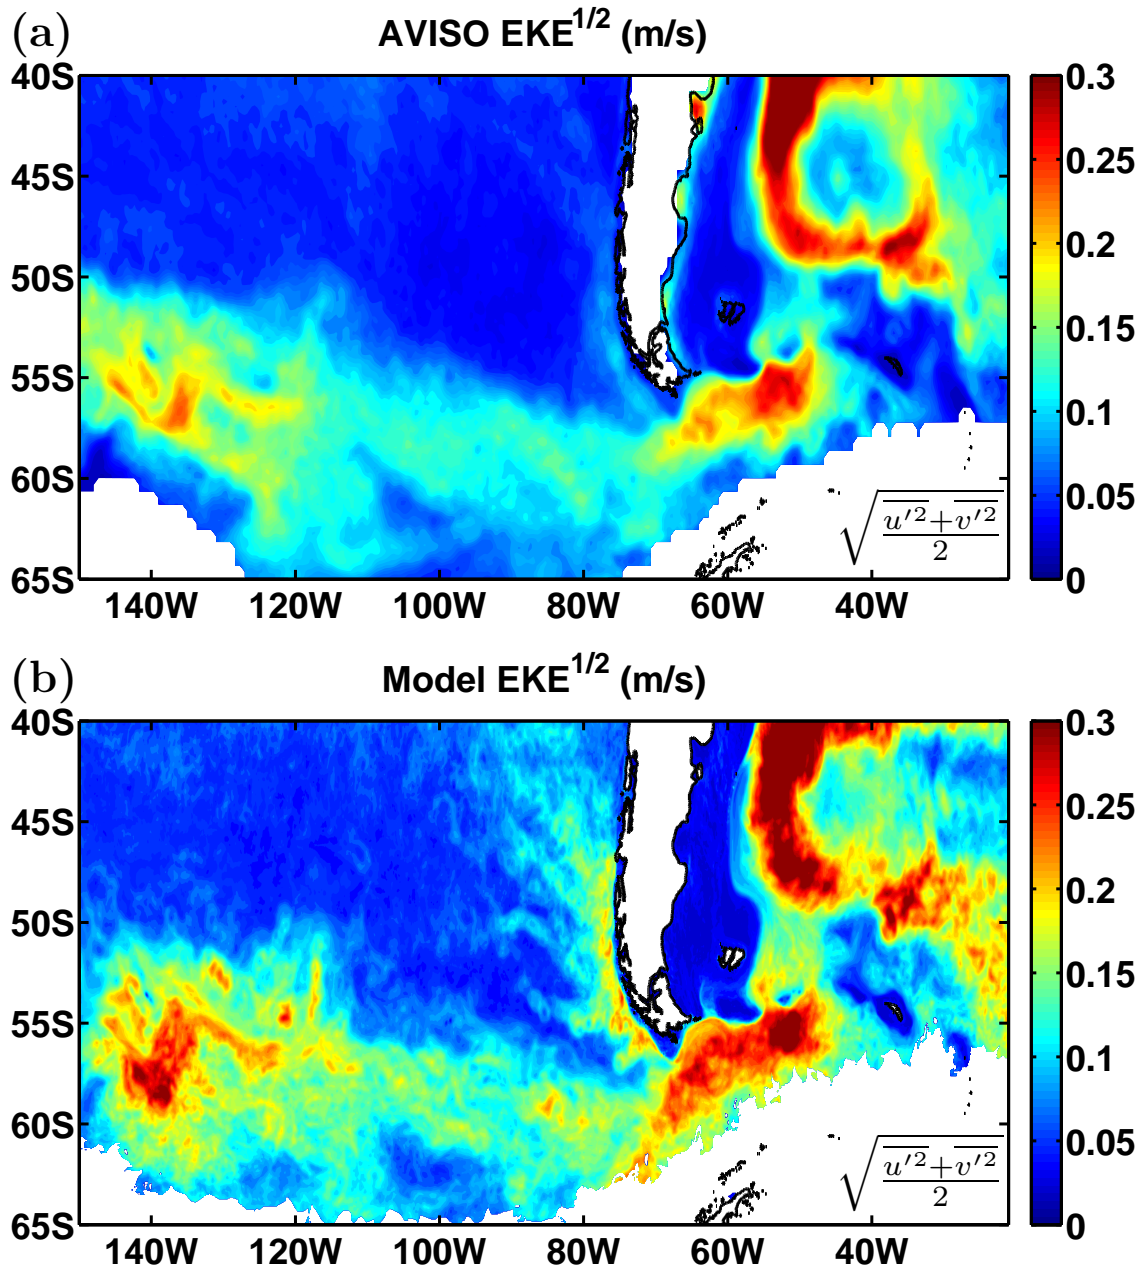 (a)
AVISO EKE^1/2 (m/s)
40S
45S
50S
55S
60S
65S
140W 120W 100W 80W 60W 40W
0.3
0.25
0.2
0.15
0.1
0.05
0
√((u′²+v′²)/2)
(b)
Model EKE^1/2 (m/s)
40S
45S
50S
55S
60S
65S
140W 120W 100W 80W 60W 40W
0.3
0.25
0.2
0.15
0.1
0.05
0
√((u′²+v′²)/2)